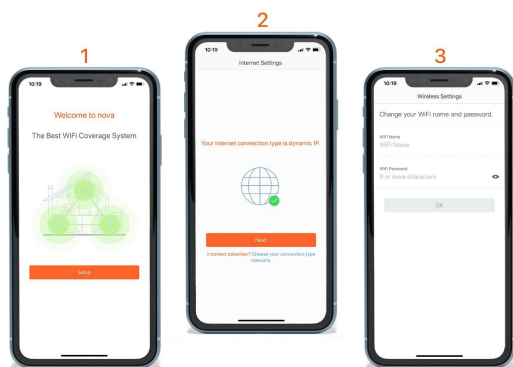 1
10:19
Welcome to nova
The Best WiFi Coverage System
Setup
2
10:19
Internet Settings
Your Internet connection type is dynamic IP.
Next
Incorrect detection? Choose your connection type
manually.
3
10:19
Wireless Settings
Change your WiFi name and password.
WiFi Name
WiFi Name
WiFi Password
8 or more characters
OK